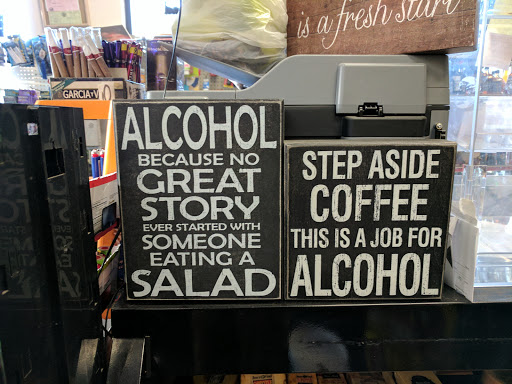 is a fresh start
GARCIA Y V
ALCOHOL
BECAUSE NO
GREAT
STORY
EVER STARTED WITH
SOMEONE
EATING A
SALAD
STEP ASIDE
COFFEE
THIS IS A JOB FOR
ALCOHOL